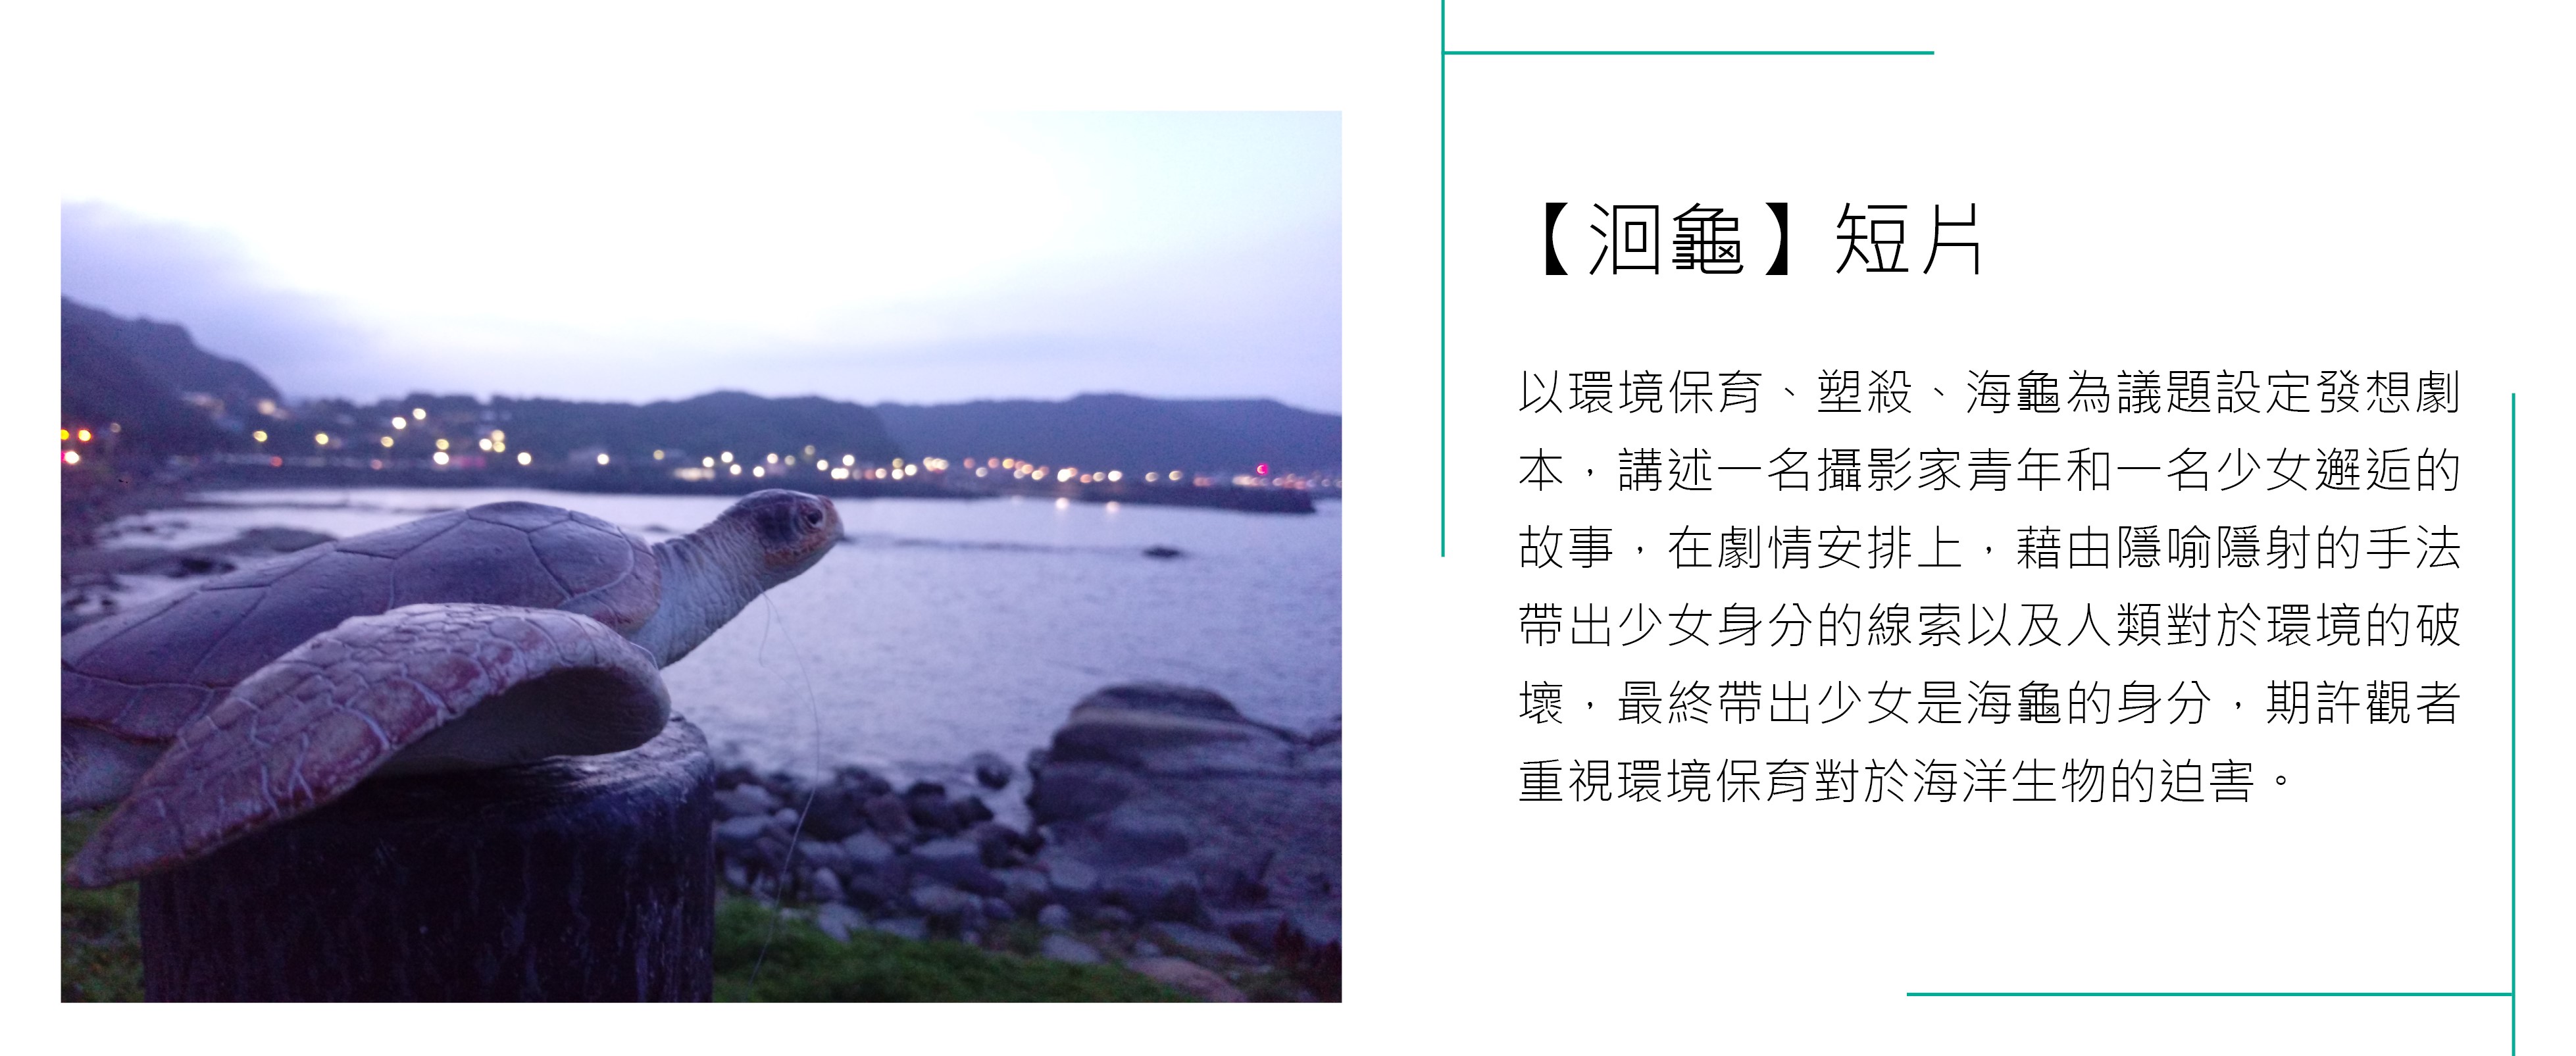 【洄龜】短片
以環境保育、塑殺、海龜為議題設定發想劇
本，講述一名攝影家青年和一名少女邂逅的
故事，在劇情安排上，藉由隱喻隱射的手法
帶出少女身分的線索以及人類對於環境的破
壞，最終帶出少女是海龜的身分，期許觀者
重視環境保育對於海洋生物的迫害。